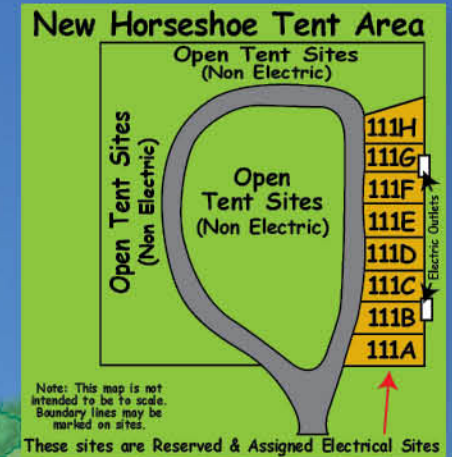 New Horseshoe Tent Area
Open Tent Sites
(Non Electric)
Open Tent Sites
(Non Electric)
Open
Tent Sites
(Non Electric)
111H
111G
111F
111E
111D
111C
111B
111A
Electric Outlets
Note: This map is not
intended to be to scale.
Boundary lines may be
marked on sites.
These sites are Reserved & Assigned Electrical Sites